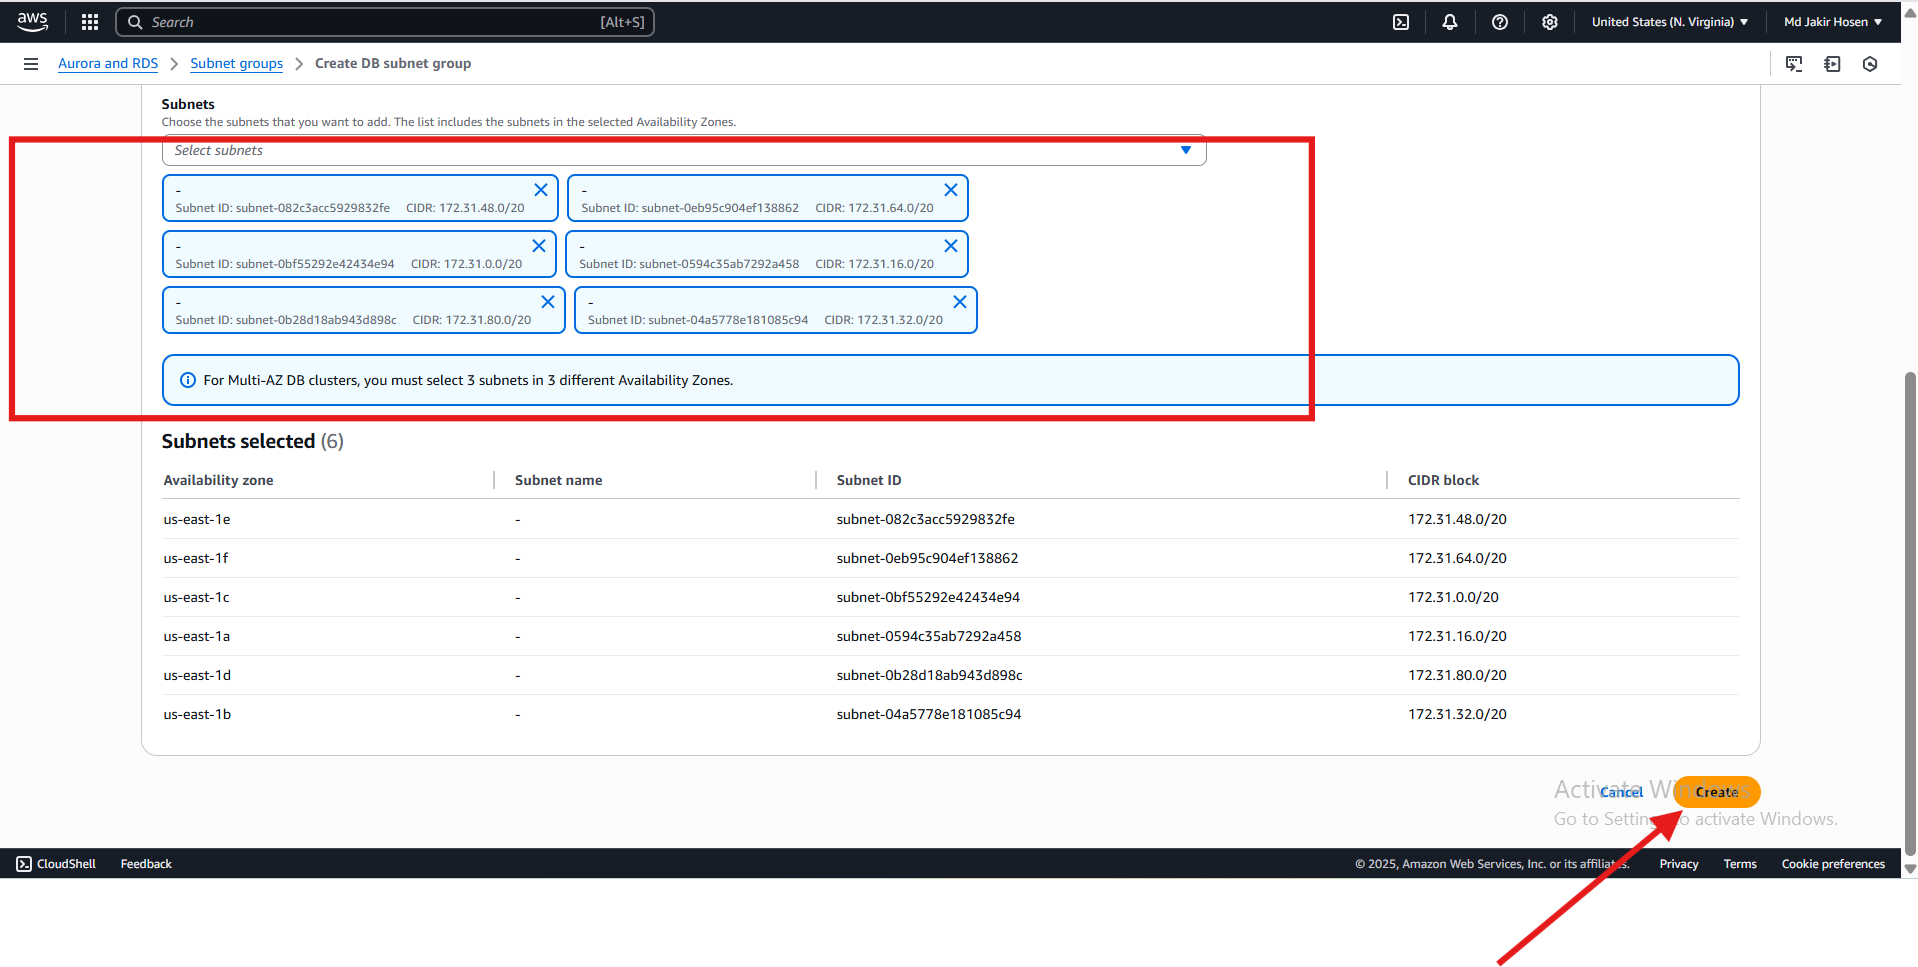 aws Search [Alt+S] United States (N. Virginia) Md Jakir Hosen
Aurora and RDS > Subnet groups > Create DB subnet group
Subnets
Choose the subnets that you want to add. The list includes the subnets in the selected Availability Zones.
Select subnets
- -
Subnet ID: subnet-082c3acc5929832fe CIDR: 172.31.48.0/20 Subnet ID: subnet-0eb95c904ef138862 CIDR: 172.31.64.0/20
- -
Subnet ID: subnet-0bf55292e42434e94 CIDR: 172.31.0.0/20 Subnet ID: subnet-0594c35ab7292a458 CIDR: 172.31.16.0/20
- -
Subnet ID: subnet-0b28d18ab943d898c CIDR: 172.31.80.0/20 Subnet ID: subnet-04a5778e181085c94 CIDR: 172.31.32.0/20
For Multi-AZ DB clusters, you must select 3 subnets in 3 different Availability Zones.
Subnets selected (6)
Availability zone Subnet name Subnet ID CIDR block
us-east-1e - subnet-082c3acc5929832fe 172.31.48.0/20
us-east-1f - subnet-0eb95c904ef138862 172.31.64.0/20
us-east-1c - subnet-0bf55292e42434e94 172.31.0.0/20
us-east-1a - subnet-0594c35ab7292a458 172.31.16.0/20
us-east-1d - subnet-0b28d18ab943d898c 172.31.80.0/20
us-east-1b - subnet-04a5778e181085c94 172.31.32.0/20
Activate Windows
Cancel Create
Go to Settings to activate Windows.
CloudShell Feedback © 2025, Amazon Web Services, Inc. or its affiliates. Privacy Terms Cookie preferences